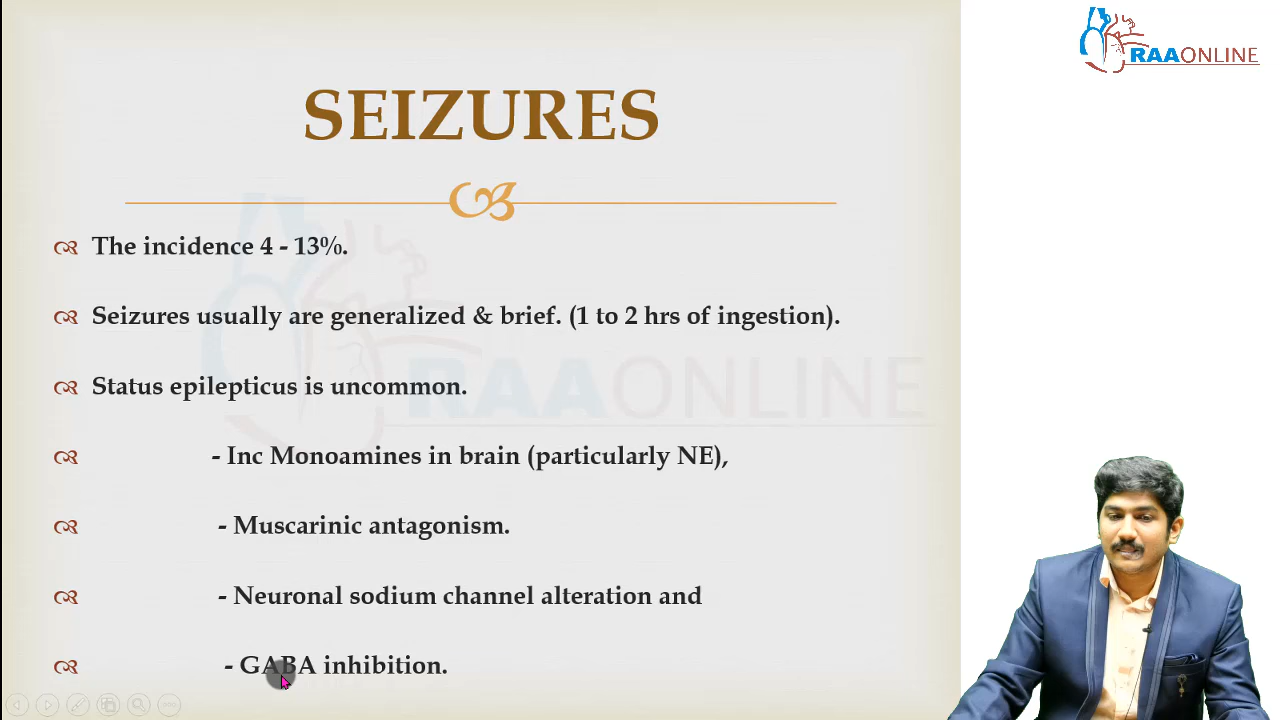 RAAONLINE
SEIZURES
The incidence 4 - 13%.
Seizures usually are generalized & brief. (1 to 2 hrs of ingestion).
Status epilepticus is uncommon.
- Inc Monoamines in brain (particularly NE),
- Muscarinic antagonism.
- Neuronal sodium channel alteration and
- GABA inhibition.
RAAONLINE